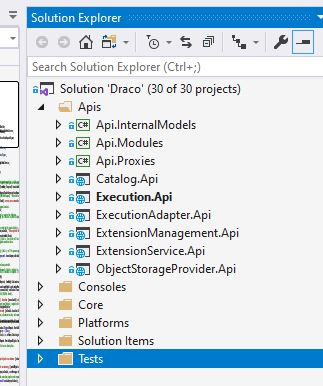 Solution Explorer
Search Solution Explorer (Ctrl+;)
Solution 'Draco' (30 of 30 projects)
Apis
C# Api.InternalModels
C# Api.Modules
C# Api.Proxies
Catalog.Api
Execution.Api
ExecutionAdapter.Api
ExtensionManagement.Api
ExtensionService.Api
ObjectStorageProvider.Api
Consoles
Core
Platforms
Solution Items
Tests